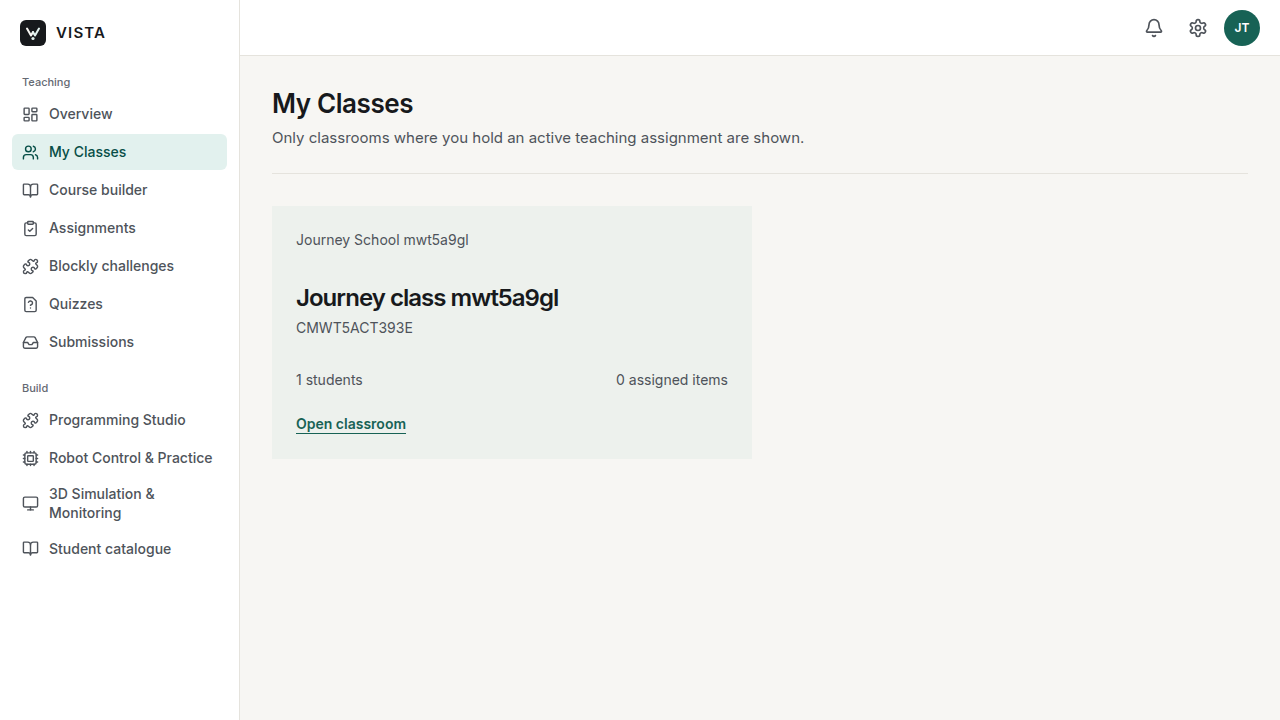 VISTA
JT
Teaching
Overview
My Classes
Course builder
Assignments
Blockly challenges
Quizzes
Submissions
Build
Programming Studio
Robot Control & Practice
3D Simulation &
Monitoring
Student catalogue
My Classes
Only classrooms where you hold an active teaching assignment are shown.
Journey School mwt5a9gl
Journey class mwt5a9gl
CMWT5ACT393E
1 students
0 assigned items
Open classroom